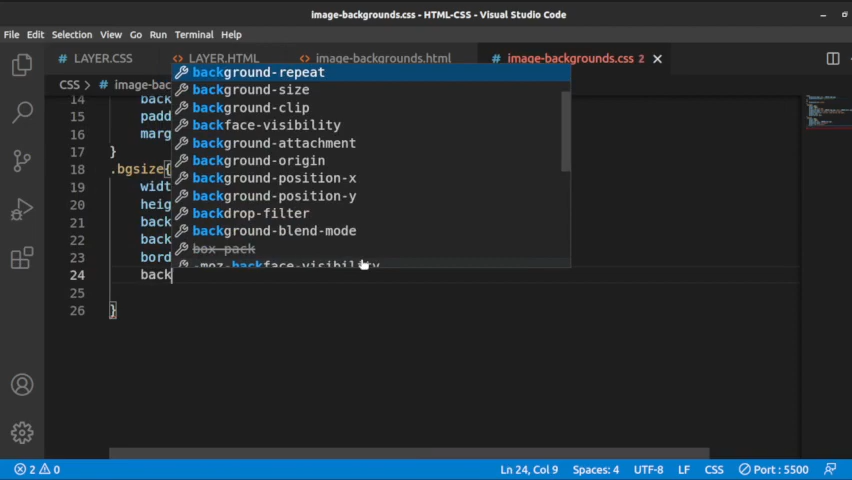 image-backgrounds.css - HTML-CSS - Visual Studio Code
File Edit Selection View Go Run Terminal Help
# LAYER.CSS <> LAYER.HTML <> image-backgrounds.html # image-backgrounds.css 2
CSS > # image-bac
14 back
15 padd
16 marg
17 }
18 .bgsize{
19 widt
20 heig
21 back
22 back
23 bord
24 back
25
26 }
background-repeat
background-size
background-clip
backface-visibility
background-attachment
background-origin
background-position-x
background-position-y
backdrop-filter
background-blend-mode
box-pack
-moz-backface-visibility
2 0 Ln 24, Col 9 Spaces: 4 UTF-8 LF CSS Port : 5500